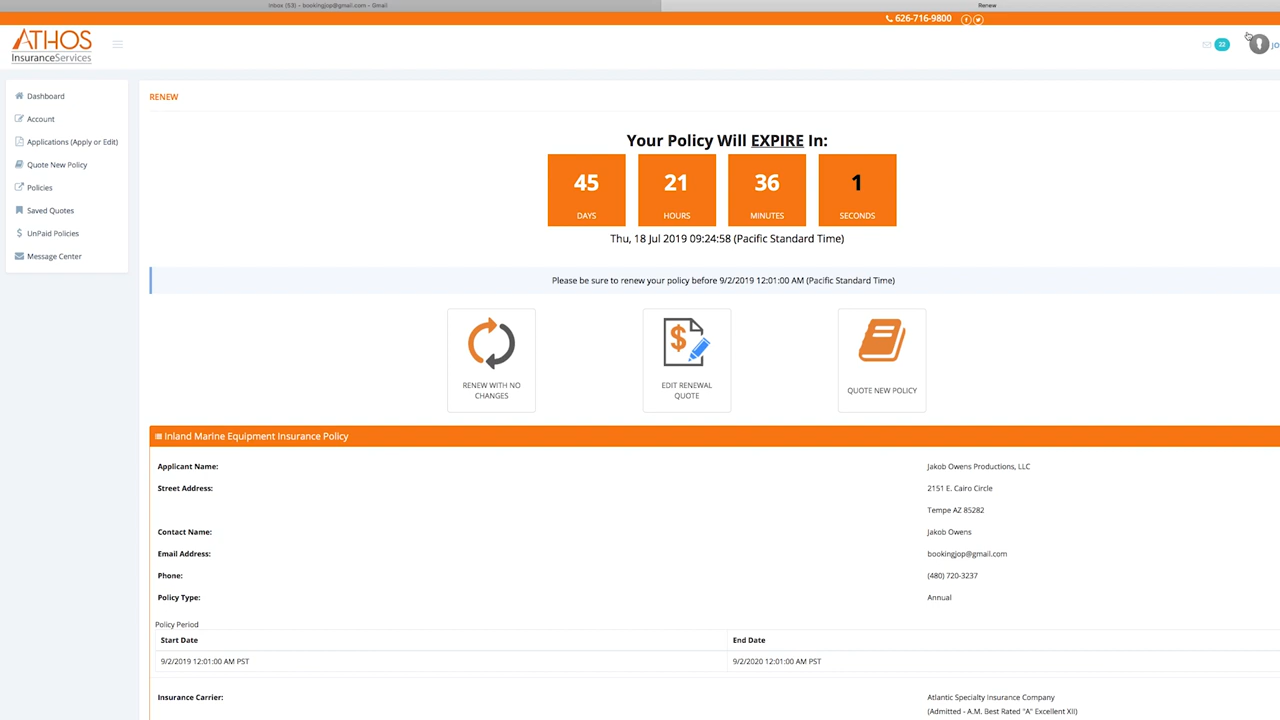 Inbox (53) – bookingjop@gmail.com – Gmail
Renew
626-716-9800
ATHOS
InsuranceServices
22
JO
Dashboard
Account
Applications (Apply or Edit)
Quote New Policy
Policies
Saved Quotes
UnPaid Policies
Message Center
RENEW
Your Policy Will EXPIRE In:
45 21 36 1
DAYS HOURS MINUTES SECONDS
Thu, 18 Jul 2019 09:24:58 (Pacific Standard Time)
Please be sure to renew your policy before 9/2/2019 12:01:00 AM (Pacific Standard Time)
RENEW WITH NO
CHANGES
EDIT RENEWAL
QUOTE
QUOTE NEW POLICY
Inland Marine Equipment Insurance Policy
Applicant Name: Jakob Owens Productions, LLC
Street Address: 2151 E. Cairo Circle
Tempe AZ 85282
Contact Name: Jakob Owens
Email Address: bookingjop@gmail.com
Phone: (480) 720-3237
Policy Type: Annual
Policy Period
Start Date End Date
9/2/2019 12:01:00 AM PST 9/2/2020 12:01:00 AM PST
Insurance Carrier: Atlantic Specialty Insurance Company
(Admitted - A.M. Best Rated "A" Excellent XII)